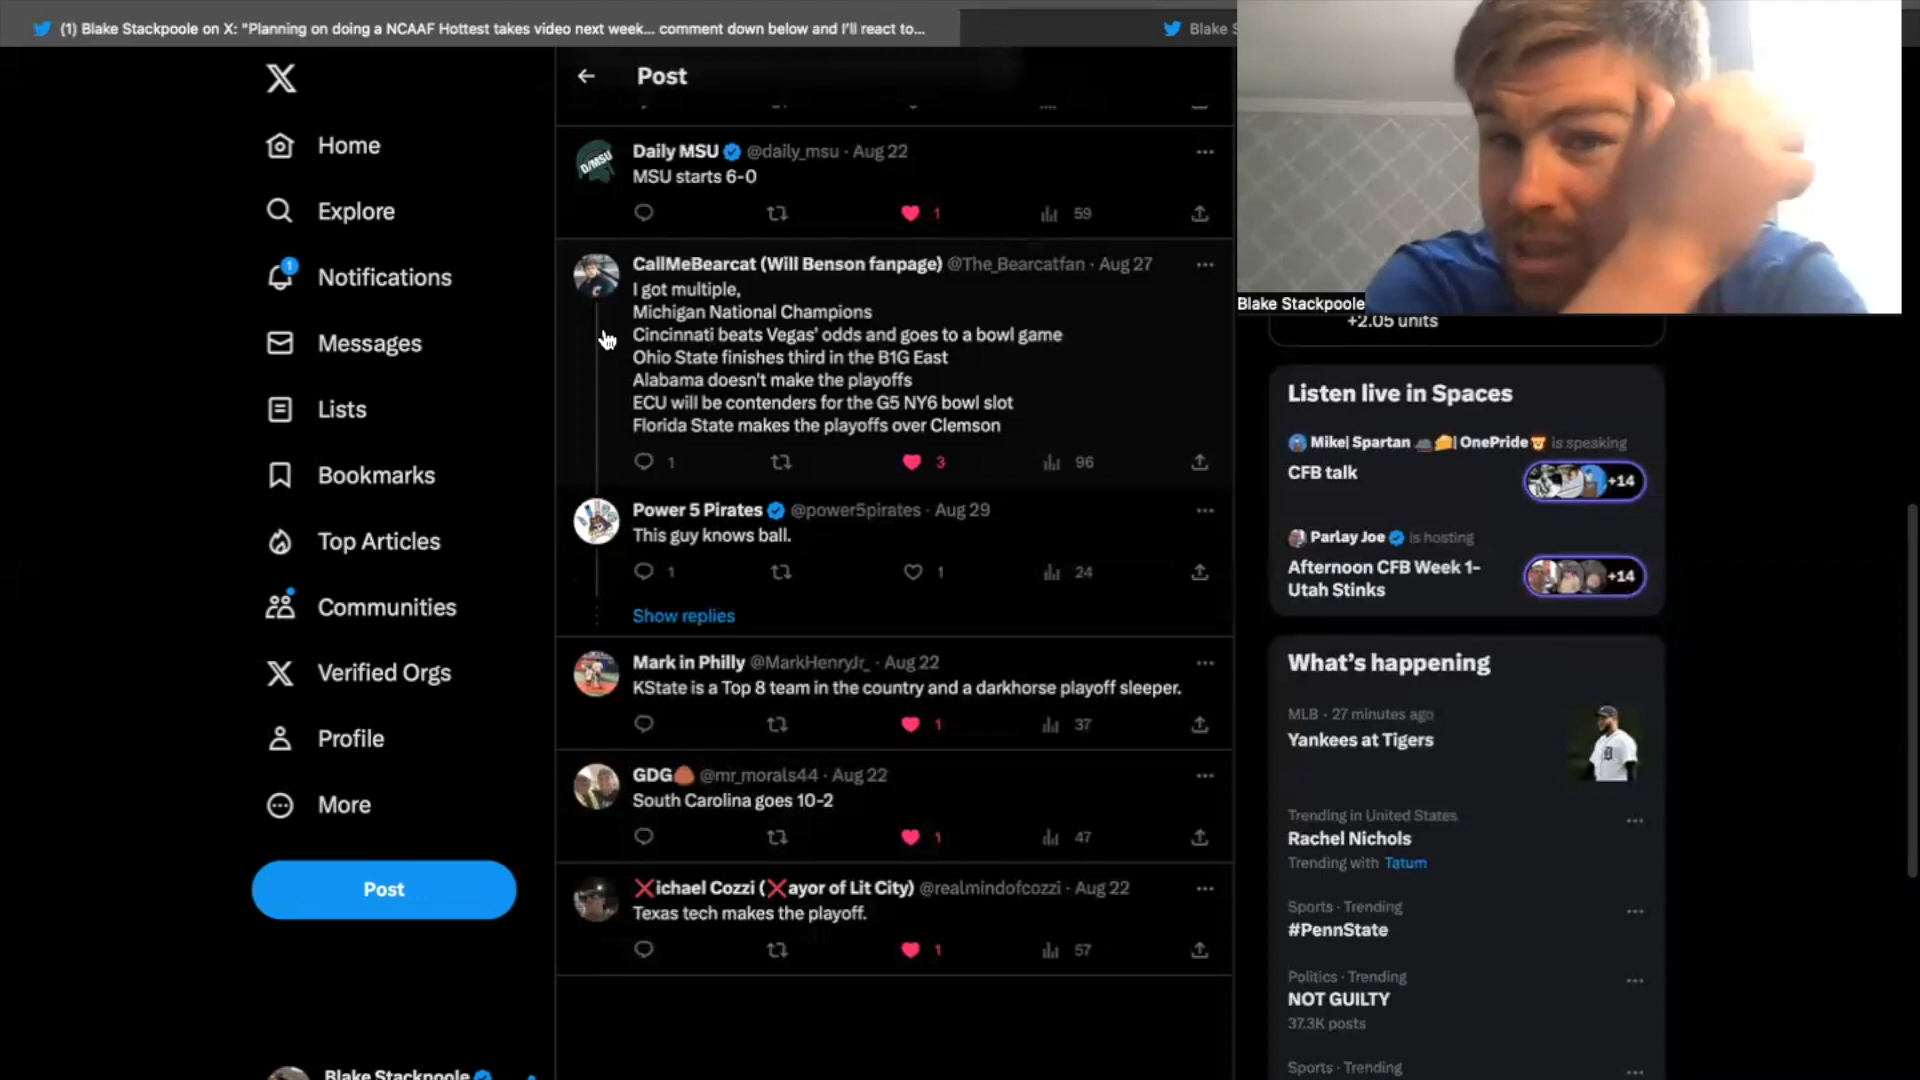 (1) Blake Stackpoole on X: "Planning on doing a NCAAF Hottest takes video next week... comment down below and I'll react to...
Blake S
Home
Explore
1
Notifications
Messages
Lists
Bookmarks
Top Articles
Communities
Verified Orgs
Profile
More
Post
Blake Stackpoole
Post
D/MSU
Daily MSU @daily_msu · Aug 22
MSU starts 6-0
1 59
CallMeBearcat (Will Benson fanpage) @The_Bearcatfan · Aug 27
I got multiple,
Michigan National Champions
Cincinnati beats Vegas' odds and goes to a bowl game
Ohio State finishes third in the B1G East
Alabama doesn't make the playoffs
ECU will be contenders for the G5 NY6 bowl slot
Florida State makes the playoffs over Clemson
1 3 96
Power 5 Pirates @power5pirates · Aug 29
This guy knows ball.
1 1 24
Show replies
Mark in Philly @MarkHenryJr_ · Aug 22
KState is a Top 8 team in the country and a darkhorse playoff sleeper.
1 37
GDG @mr_morals44 · Aug 22
South Carolina goes 10-2
1 47
❌ichael Cozzi (❌ayor of Lit City) @realmindofcozzi · Aug 22
Texas tech makes the playoff.
1 57
Blake Stackpoole
+2.05 units
Listen live in Spaces
Mike| Spartan | OnePride is speaking
CFB talk
+14
Parlay Joe is hosting
Afternoon CFB Week 1-
Utah Stinks
+14
What's happening
MLB · 27 minutes ago
Yankees at Tigers
Trending in United States
Rachel Nichols
Trending with Tatum
Sports · Trending
#PennState
Politics · Trending
NOT GUILTY
37.3K posts
Sports · Trending